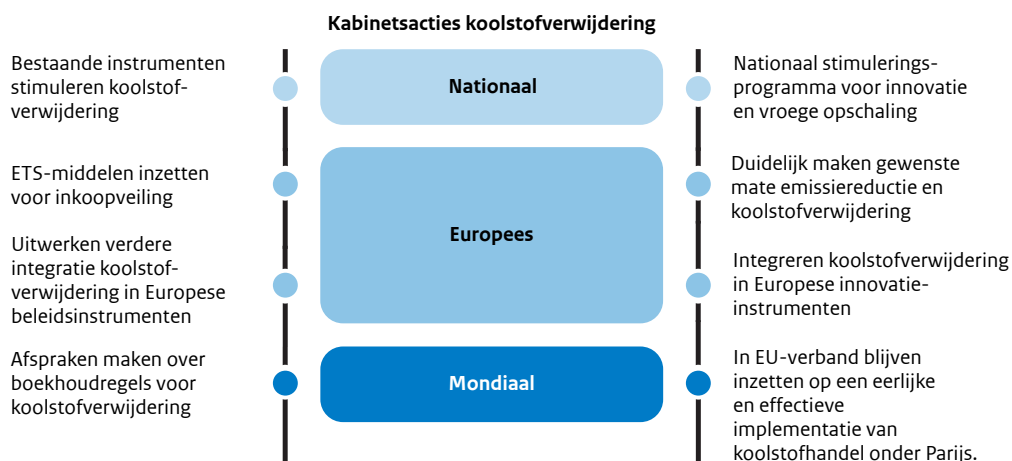 Kabinetsacties koolstofverwijdering
Bestaande instrumenten
stimuleren koolstof-
verwijdering
Nationaal
Nationaal stimulerings-
programma voor innovatie
en vroege opschaling
ETS-middelen inzetten
voor inkoopveiling
Duidelijk maken gewenste
mate emissiereductie en
koolstofverwijdering
Europees
Uitwerken verdere
integratie koolstof-
verwijdering in Europese
beleidsinstrumenten
Integreren koolstofverwijdering
in Europese innovatie-
instrumenten
Afspraken maken over
boekhoudregels voor
koolstofverwijdering
Mondiaal
In EU-verband blijven
inzetten op een eerlijke
en effectieve
implementatie van
koolstofhandel onder Parijs.